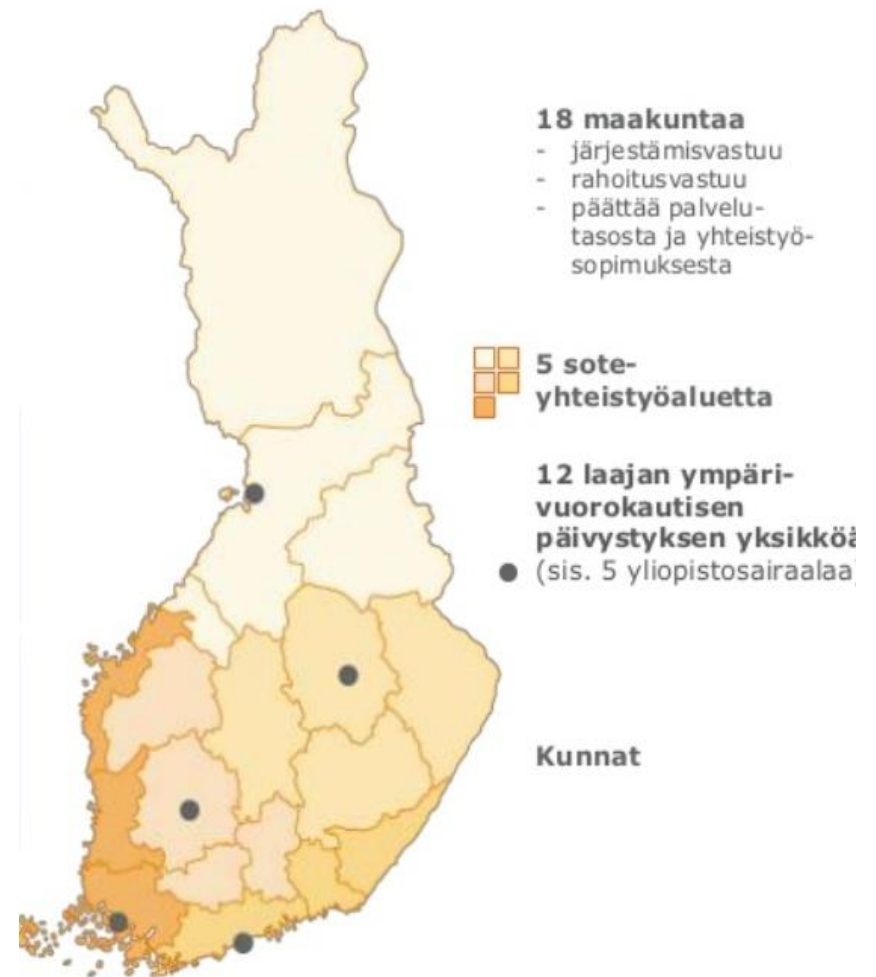 18 maakuntaa
- järjestämisvastuu
- rahoitusvastuu
- päättää palvelu-
tasosta ja yhteistyö-
sopimuksesta
5 sote-
yhteistyöaluetta
12 laajan ympäri-
vuorokautisen
päivystyksen yksikköä
(sis. 5 yliopistosairaalaa)
Kunnat